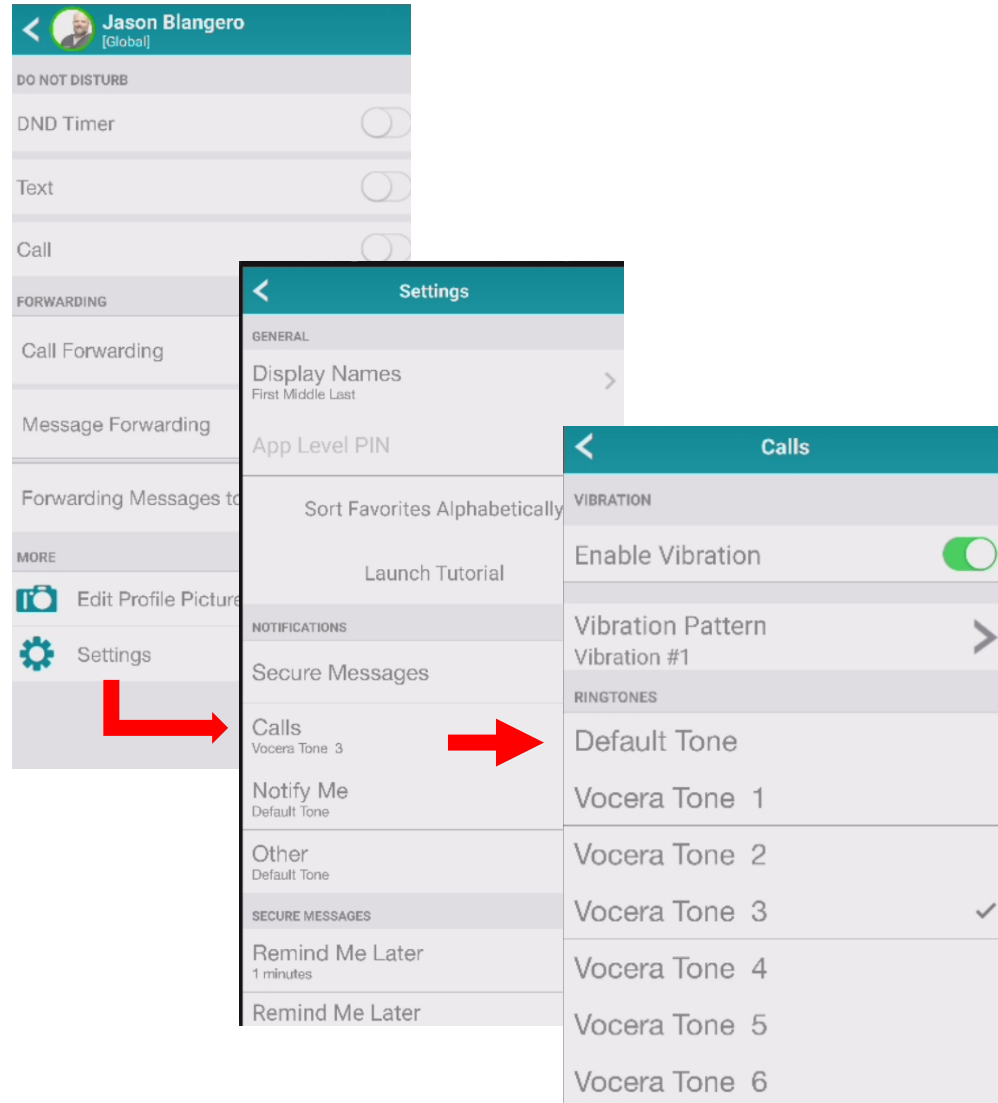 Jason Blangero
[Global]
DO NOT DISTURB
DND Timer
Text
Call
FORWARDING
Call Forwarding
Message Forwarding
Forwarding Messages to
MORE
Edit Profile Picture
Settings
Settings
GENERAL
Display Names
First Middle Last
App Level PIN
Sort Favorites Alphabetically
Launch Tutorial
NOTIFICATIONS
Secure Messages
Calls
Vocera Tone 3
Notify Me
Default Tone
Other
Default Tone
SECURE MESSAGES
Remind Me Later
1 minutes
Remind Me Later
Calls
VIBRATION
Enable Vibration
Vibration Pattern
Vibration #1
RINGTONES
Default Tone
Vocera Tone 1
Vocera Tone 2
Vocera Tone 3
Vocera Tone 4
Vocera Tone 5
Vocera Tone 6